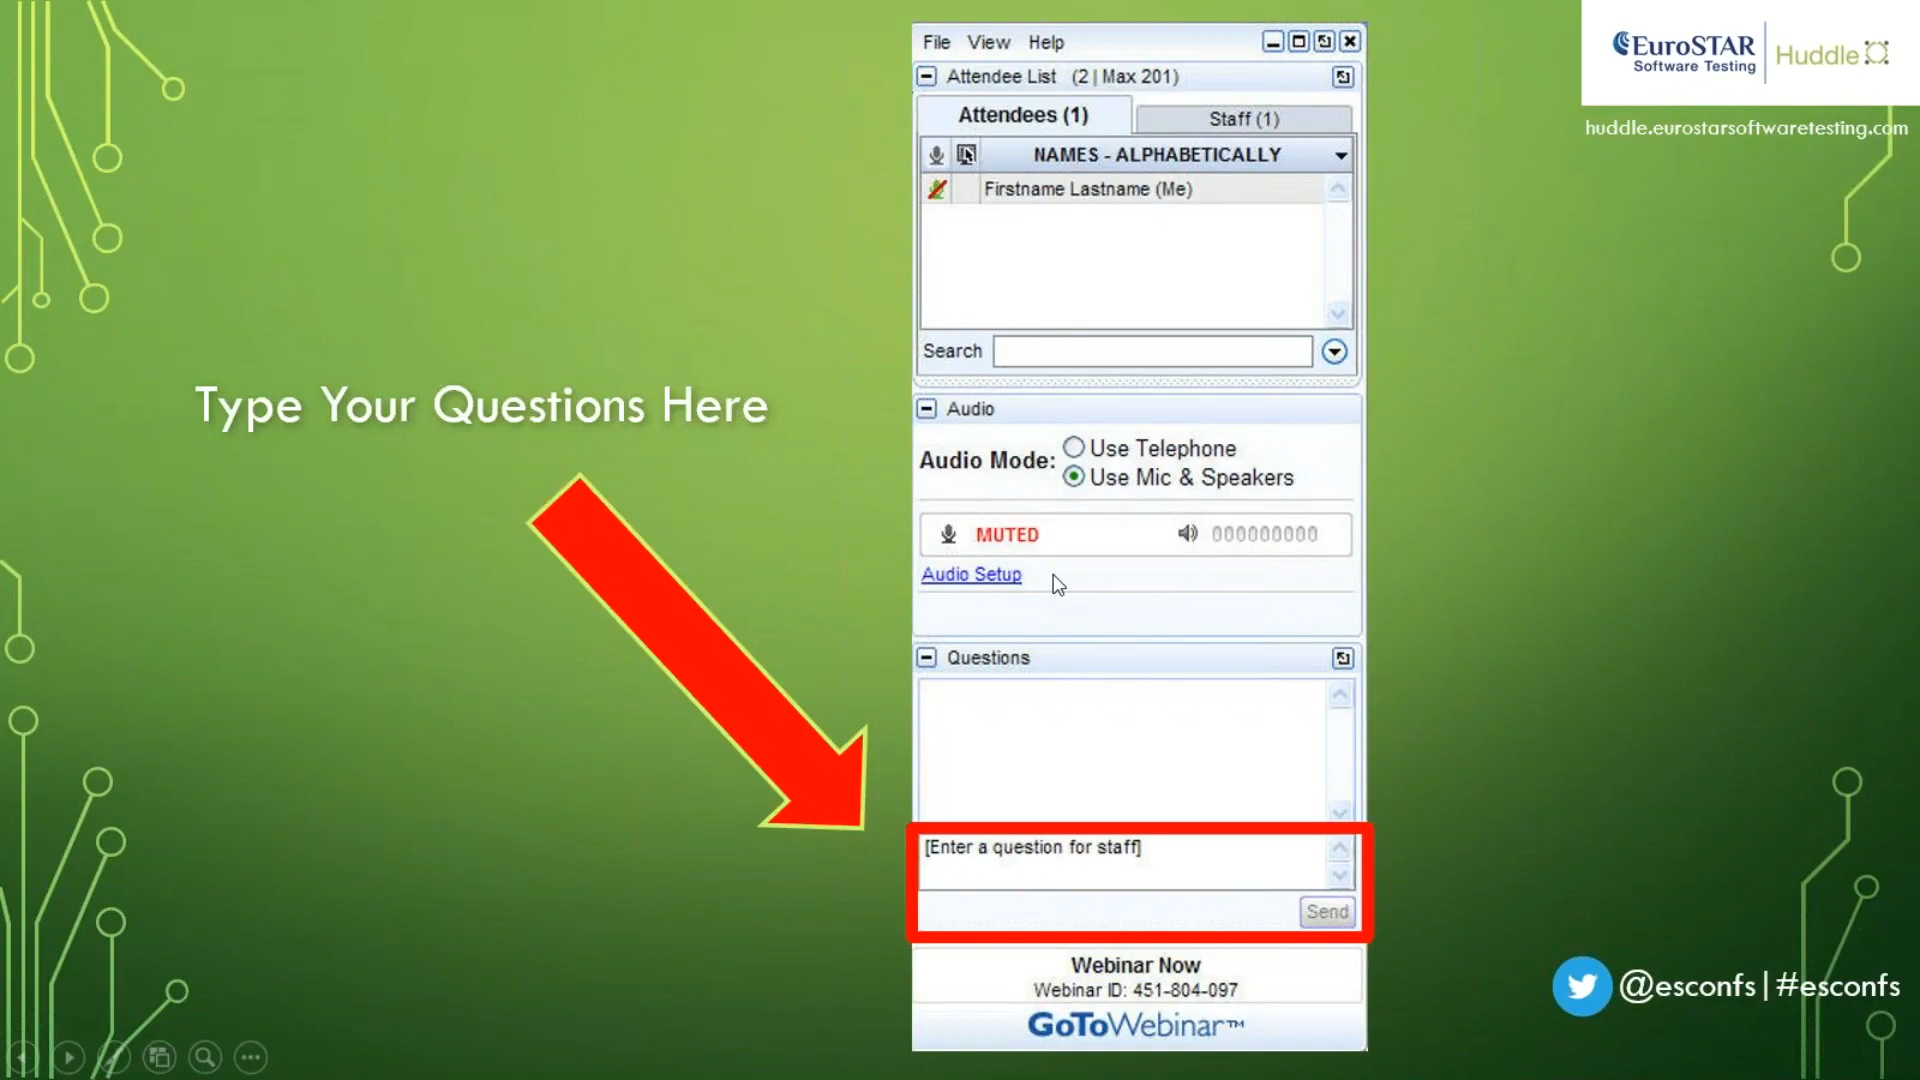 EuroSTAR
Software Testing
Huddle
huddle.eurostarsoftwaretesting.com
Type Your Questions Here
File View Help
Attendee List (2 | Max 201)
Attendees (1)
Staff (1)
NAMES - ALPHABETICALLY
Firstname Lastname (Me)
Search
Audio
Audio Mode:
Use Telephone
Use Mic & Speakers
MUTED
000000000
Audio Setup
Questions
[Enter a question for staff]
Send
Webinar Now
Webinar ID: 451-804-097
GoToWebinar™
@esconfs | #esconfs